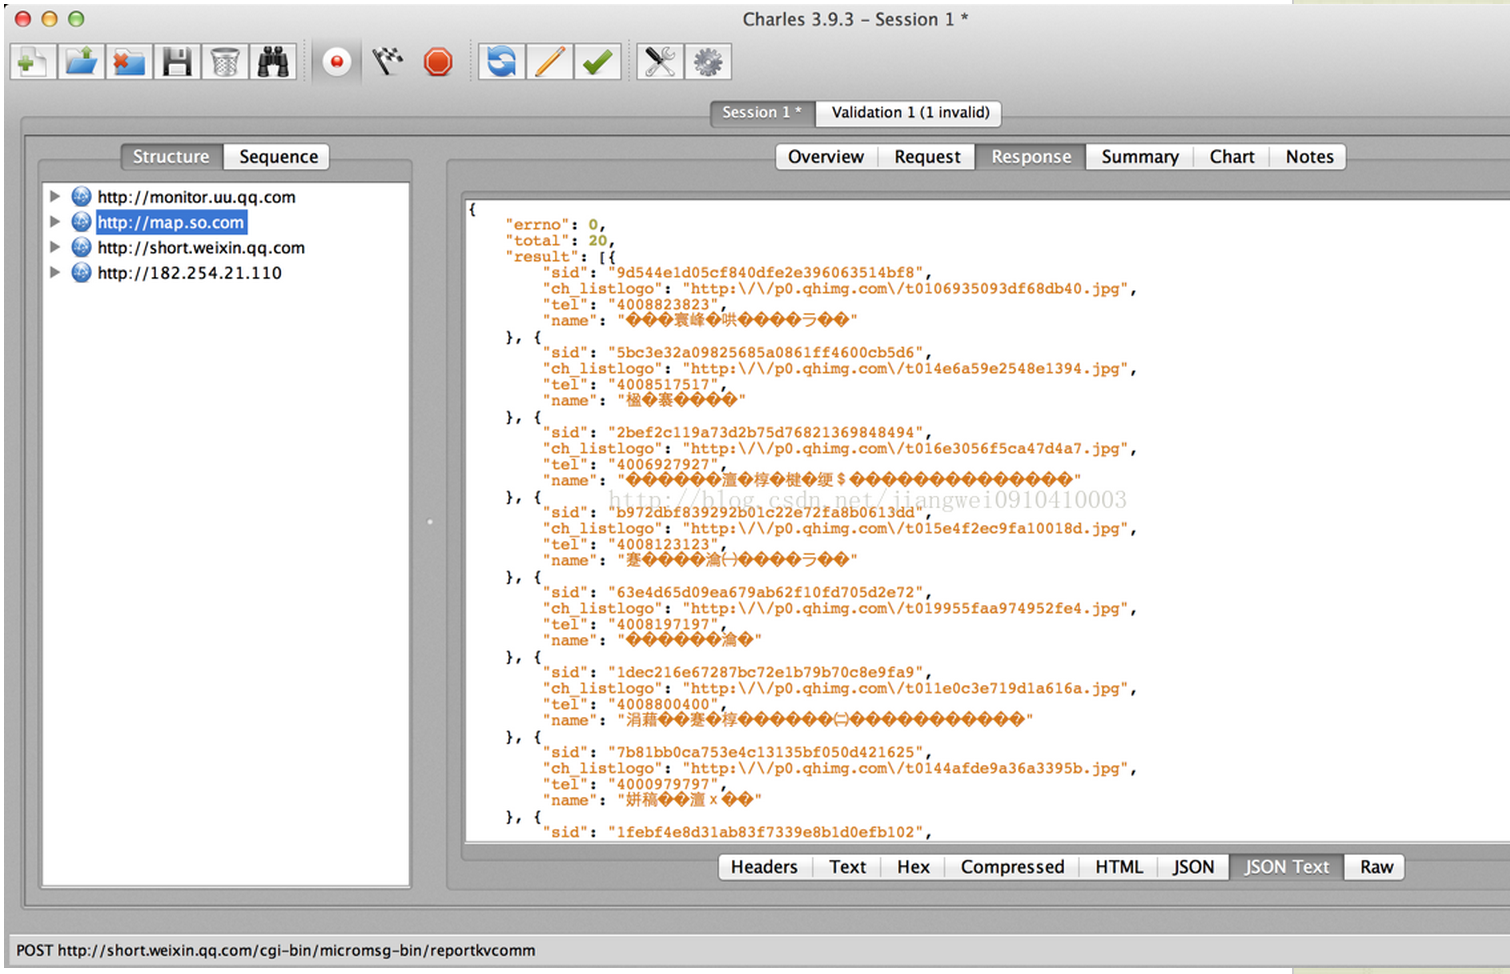 Charles 3.9.3 – Session 1 *
Session 1 *
Validation 1 (1 invalid)
Structure
Sequence
Overview
Request
Response
Summary
Chart
Notes
http://monitor.uu.qq.com
http://map.so.com
http://short.weixin.qq.com
http://182.254.21.110
{
"errno": 0,
"total": 20,
"result": [{
"sid": "9d544e1d05cf840dfe2e396063514bf8",
"ch_listlogo": "http:\/\/p0.qhimg.com\/t0106935093df68db40.jpg",
"tel": "4008823823",
"name": "���寰峰�哄����ラ��"
}, {
"sid": "5bc3e32a09825685a0861ff4600cb5d6",
"ch_listlogo": "http:\/\/p0.qhimg.com\/t014e6a59e2548e1394.jpg",
"tel": "4008517517",
"name": "楹�褰����"
}, {
"sid": "2bef2c119a73d2b75d76821369848494",
"ch_listlogo": "http:\/\/p0.qhimg.com\/t016e3056f5ca47d4a7.jpg",
"tel": "4006927927",
"name": "������澶�椁�楗�绠$������������������"
}, {
http://blog.csdn.net/jiangwei0910410003
"sid": "b972dbf839292b01c22e72fa8b0613dd",
"ch_listlogo": "http:\/\/p0.qhimg.com\/t015e4f2ec9fa10018d.jpg",
"tel": "4008123123",
"name": "蹇����瀹㈠����ラ��"
}, {
"sid": "63e4d65d09ea679ab62f10fd705d2e72",
"ch_listlogo": "http:\/\/p0.qhimg.com\/t019955faa974952fe4.jpg",
"tel": "4008197197",
"name": "������瀹�"
}, {
"sid": "1dec216e67287bc72e1b79b70c8e9fa9",
"ch_listlogo": "http:\/\/p0.qhimg.com\/t011e0c3e719d1a616a.jpg",
"tel": "4008800400",
"name": "涓藉��蹇�椁������㈡�����������"
}, {
"sid": "7b81bb0ca753e4c13135bf050d421625",
"ch_listlogo": "http:\/\/p0.qhimg.com\/t0144afde9a36a3395b.jpg",
"tel": "4000979797",
"name": "姘稿��澶х��"
}, {
"sid": "1febf4e8d31ab83f7339e8b1d0efb102",
Headers
Text
Hex
Compressed
HTML
JSON
JSON Text
Raw
POST http://short.weixin.qq.com/cgi-bin/micromsg-bin/reportkvcomm